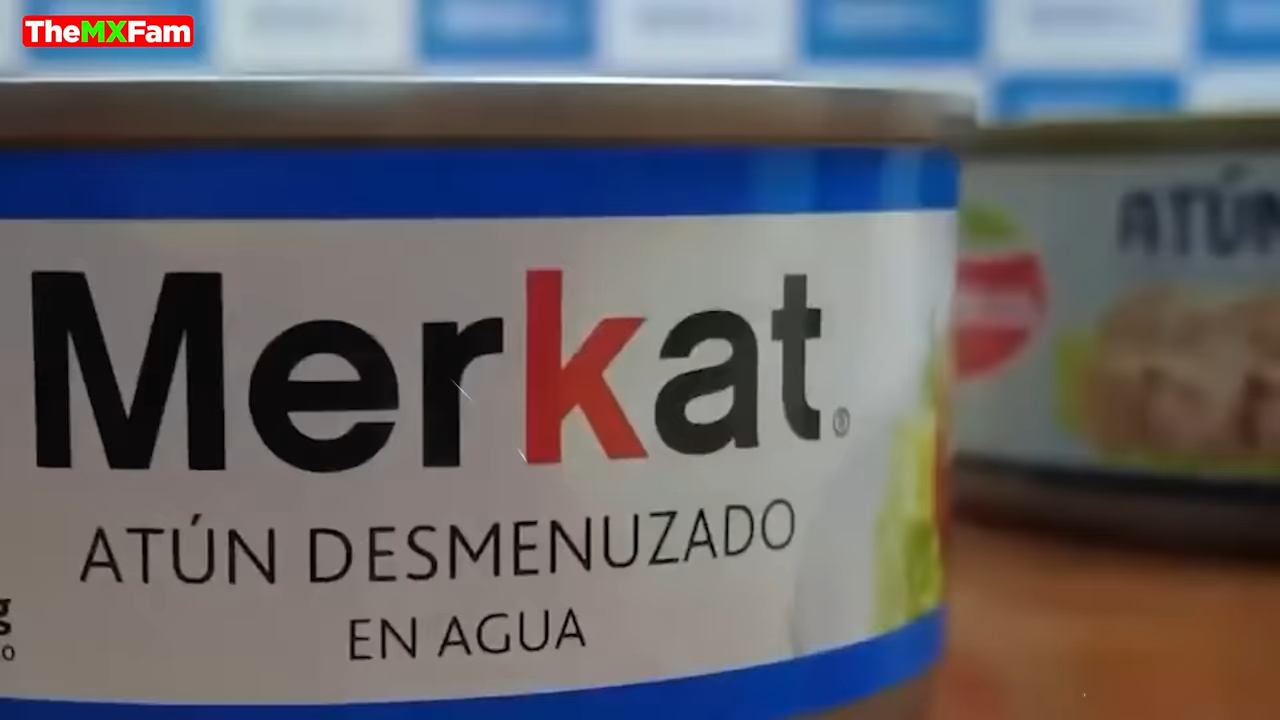 TheMXFam
Merkat®
ATÚN DESMENUZADO
EN AGUA
g
o
ATÚN